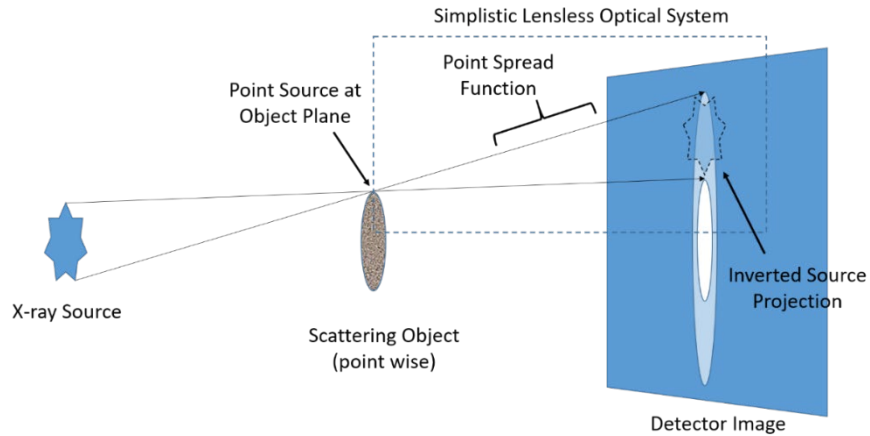 Simplistic Lensless Optical System
Point Spread
Function
Point Source at
Object Plane
X-ray Source
Scattering Object
(point wise)
Inverted Source
Projection
Detector Image